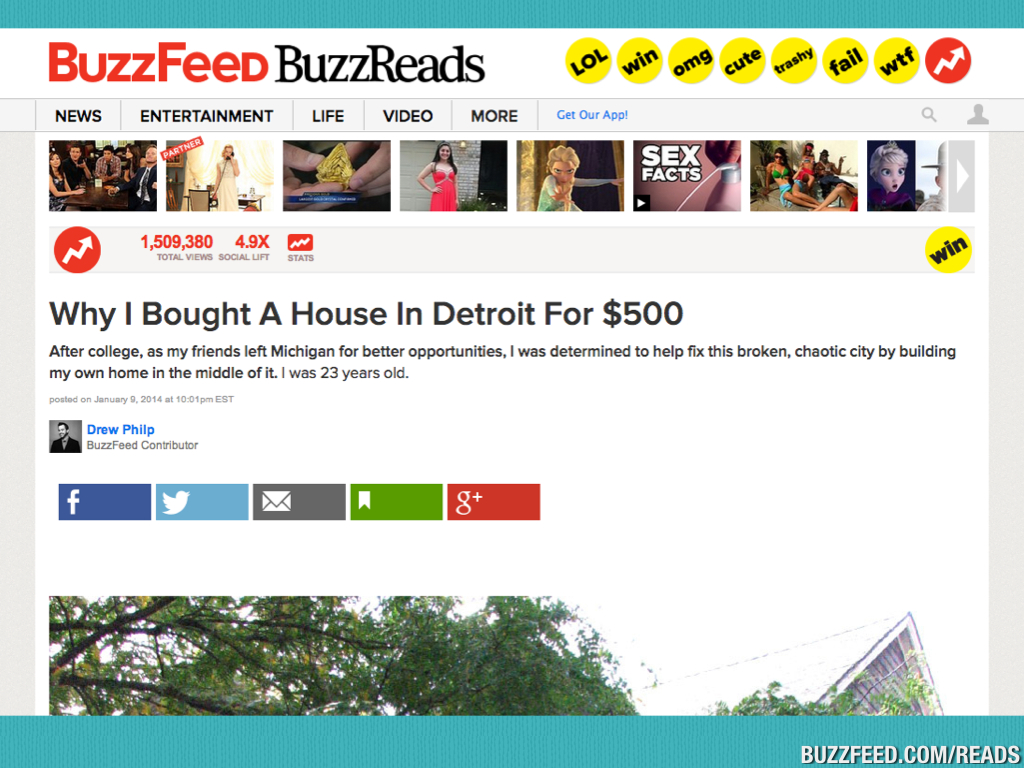 BuzzFeed BuzzReads
LOL win omg cute trashy fail wtf
NEWS ENTERTAINMENT LIFE VIDEO MORE Get Our App!
PARTNER
SEX
FACTS
1,509,380 4.9X
TOTAL VIEWS SOCIAL LIFT STATS
win
Why I Bought A House In Detroit For $500
After college, as my friends left Michigan for better opportunities, I was determined to help fix this broken, chaotic city by building
my own home in the middle of it. I was 23 years old.
posted on January 9, 2014 at 10:01pm EST
Drew Philp
BuzzFeed Contributor
f
g+
BUZZFEED.COM/READS